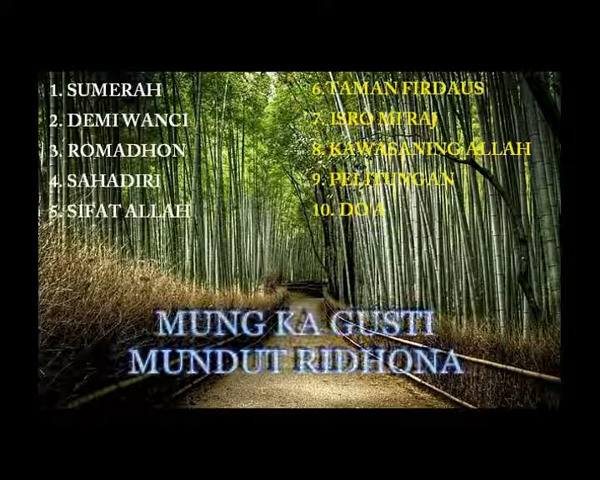 1. SUMERAH
2. DEMI WANCI
3. ROMADHON
4. SAHADIRI
5. SIFAT ALLAH
6. TAMAN FIRDAUS
7. ISRO MI'RAJ
8. KAWASANING ALLAH
9. PELITUNGAN
10. DO'A
MUNG KA GUSTI
MUNDUT RIDHONA